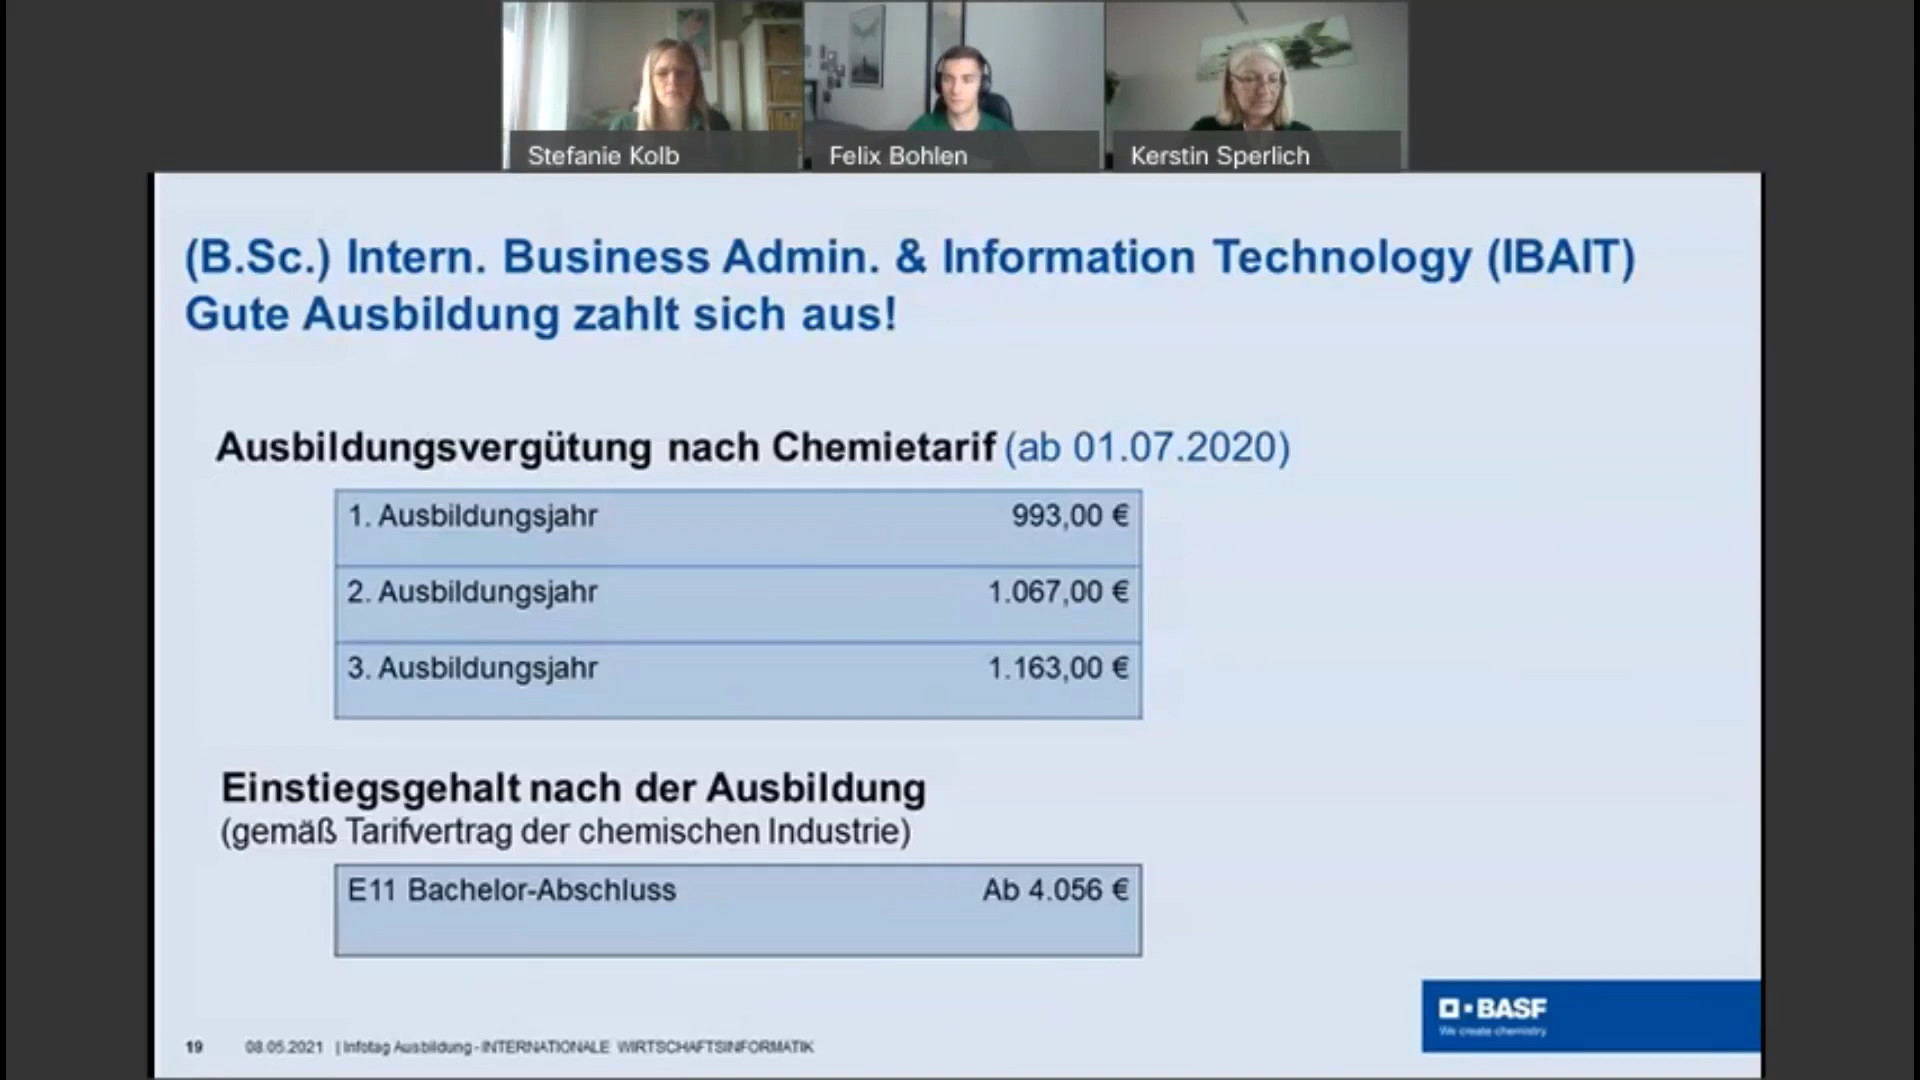 Stefanie Kolb
Felix Bohlen
Kerstin Sperlich
(B.Sc.) Intern. Business Admin. & Information Technology (IBAIT)
Gute Ausbildung zahlt sich aus!
Ausbildungsvergütung nach Chemietarif (ab 01.07.2020)
1. Ausbildungsjahr 993,00 €
2. Ausbildungsjahr 1.067,00 €
3. Ausbildungsjahr 1.163,00 €
Einstiegsgehalt nach der Ausbildung
(gemäß Tarifvertrag der chemischen Industrie)
E11 Bachelor-Abschluss Ab 4.056 €
BASF
We create chemistry
19 08.05.2021 | Infotag Ausbildung - INTERNATIONALE WIRTSCHAFTSINFORMATIK